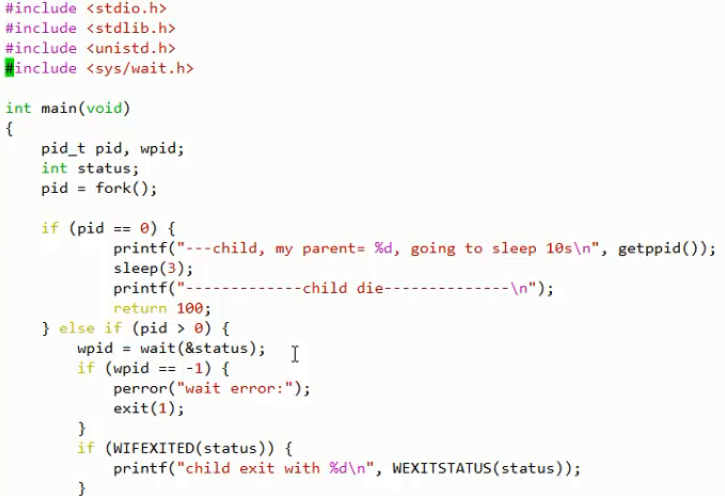 #include <stdio.h>
#include <stdlib.h>
#include <unistd.h>
#include <sys/wait.h>

int main(void)
{
    pid_t pid, wpid;
    int status;
    pid = fork();

    if (pid == 0) {
            printf("---child, my parent= %d, going to sleep 10s\n", getppid());
            sleep(3);
            printf("-------------child die--------------\n");
            return 100;
    } else if (pid > 0) {
        wpid = wait(&status);
        if (wpid == -1) {
            perror("wait error:");
            exit(1);
        }
        if (WIFEXITED(status)) {
            printf("child exit with %d\n", WEXITSTATUS(status));
        }